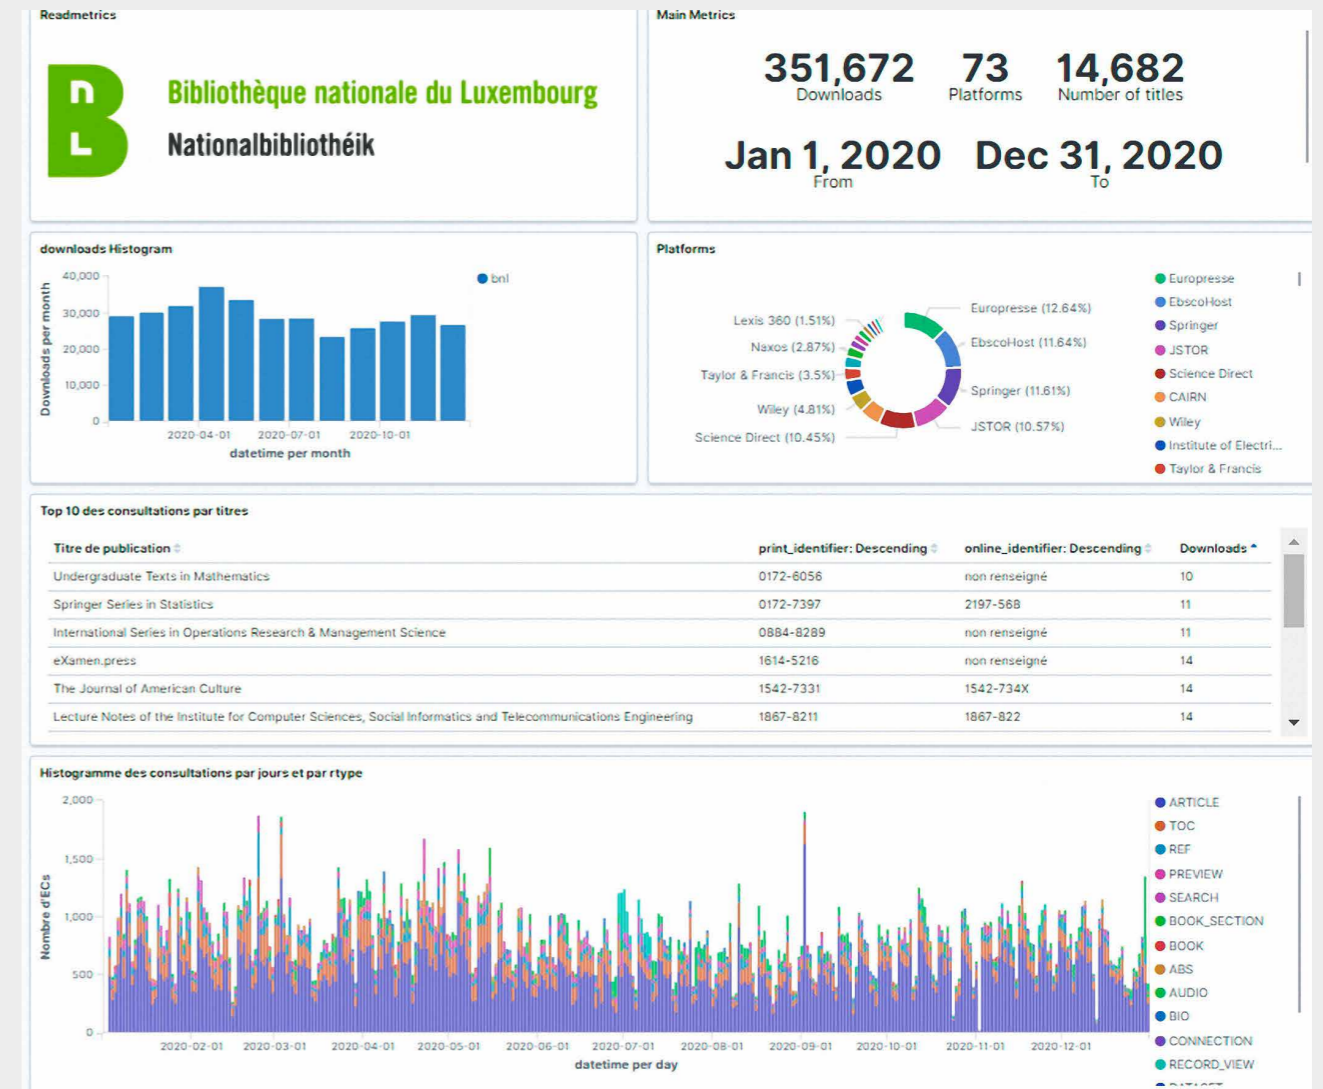 Readmetrics
Bibliothèque nationale du Luxembourg
Nationalbibliothéik
Main Metrics
351,672 73 14,682
Downloads Platforms Number of titles
Jan 1, 2020 Dec 31, 2020
From To
downloads Histogram
Downloads per month
40,000
30,000
20,000
10,000
0
2020-04-01 2020-07-01 2020-10-01
datetime per month
bnl
Platforms
Lexis 360 (1.51%)
Naxos (2.87%)
Taylor & Francis (3.5%)
Wiley (4.81%)
Science Direct (10.45%)
Europresse (12.64%)
EbscoHost (11.64%)
Springer (11.61%)
JSTOR (10.57%)
Europresse
EbscoHost
Springer
JSTOR
Science Direct
CAIRN
Wiley
Institute of Electri...
Taylor & Francis
Top 10 des consultations par titres
Titre de publication print_identifier: Descending online_identifier: Descending Downloads
Undergraduate Texts in Mathematics 0172-6056 non renseigné 10
Springer Series in Statistics 0172-7397 2197-568 11
International Series in Operations Research & Management Science 0884-8289 non renseigné 11
eXamen.press 1614-5216 non renseigné 14
The Journal of American Culture 1542-7331 1542-734X 14
Lecture Notes of the Institute for Computer Sciences, Social Informatics and Telecommunications Engineering 1867-8211 1867-822 14
Histogramme des consultations par jours et par rtype
Nombre d'ECs
2,000
1,500
1,000
500
0
2020-02-01 2020-03-01 2020-04-01 2020-05-01 2020-06-01 2020-07-01 2020-08-01 2020-09-01 2020-10-01 2020-11-01 2020-12-01
datetime per day
ARTICLE
TOC
REF
PREVIEW
SEARCH
BOOK_SECTION
BOOK
ABS
AUDIO
BIO
CONNECTION
RECORD_VIEW